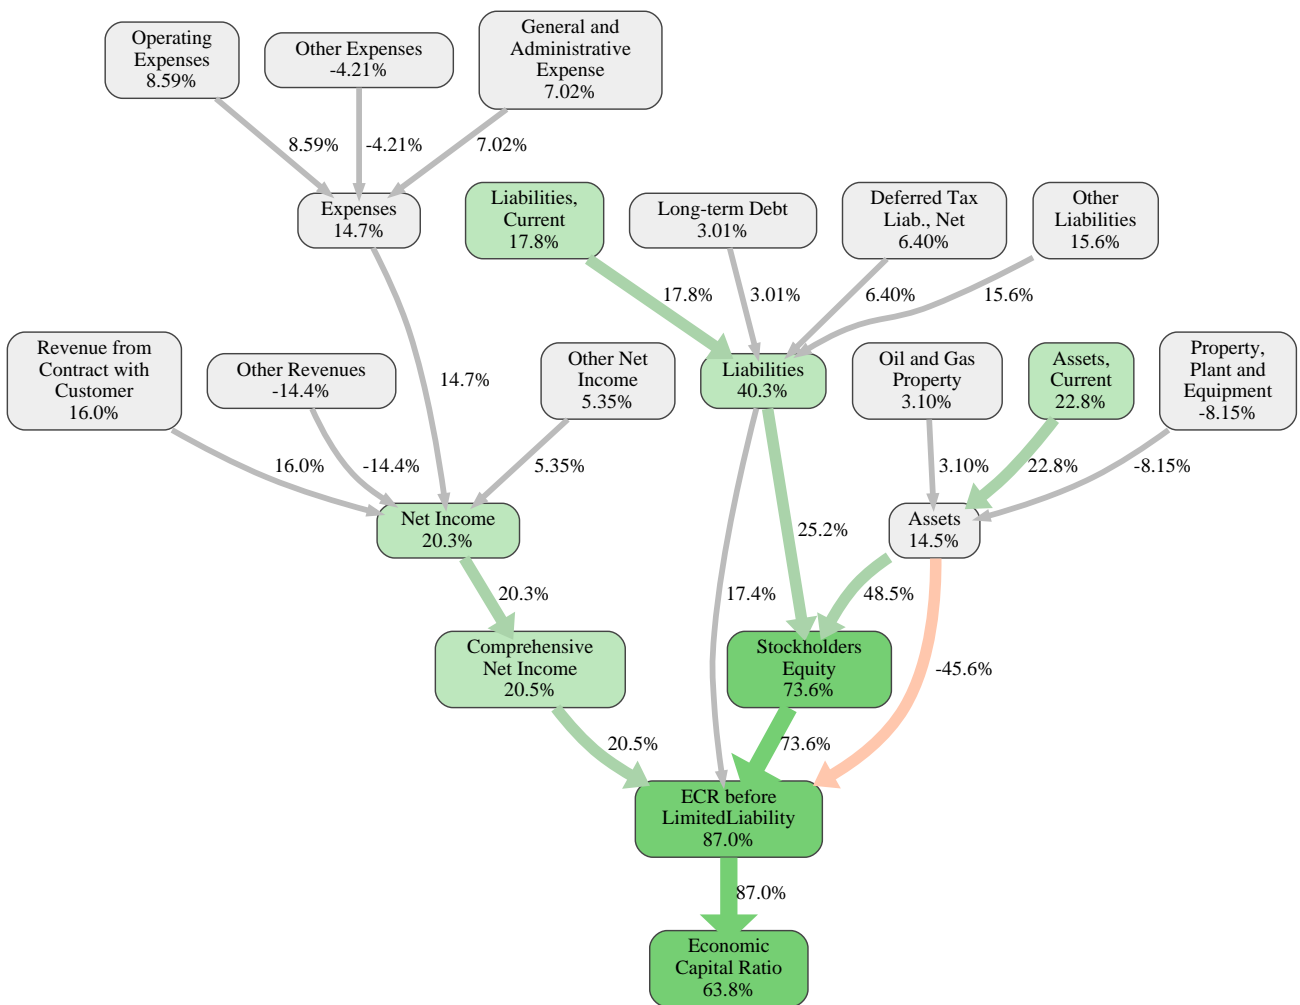 Operating
Expenses
8.59%
Other Expenses
-4.21%
General and
Administrative
Expense
7.02%
8.59%
-4.21%
7.02%
Expenses
14.7%
Liabilities,
Current
17.8%
Long-term Debt
3.01%
Deferred Tax
Liab., Net
6.40%
Other
Liabilities
15.6%
17.8%
3.01%
6.40%
15.6%
Revenue from
Contract with
Customer
16.0%
Other Revenues
-14.4%
14.7%
Other Net
Income
5.35%
Liabilities
40.3%
Oil and Gas
Property
3.10%
Assets,
Current
22.8%
Property,
Plant and
Equipment
-8.15%
16.0%
-14.4%
5.35%
3.10%
22.8%
-8.15%
Net Income
20.3%
25.2%
Assets
14.5%
20.3%
17.4%
48.5%
Comprehensive
Net Income
20.5%
Stockholders
Equity
73.6%
-45.6%
20.5%
73.6%
ECR before
LimitedLiability
87.0%
87.0%
Economic
Capital Ratio
63.8%